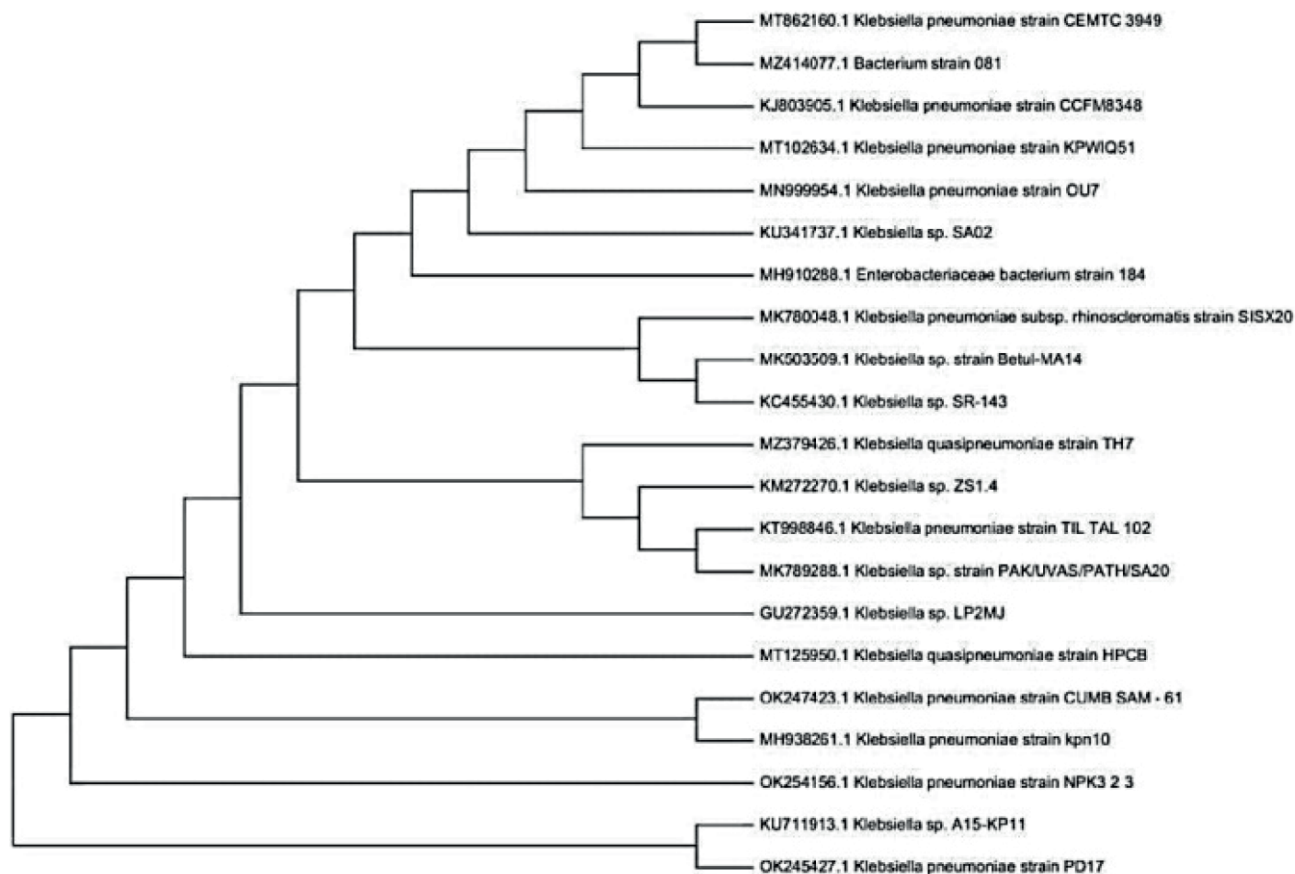 MT862160.1 Klebsiella pneumoniae strain CEMTC 3949
MZ414077.1 Bacterium strain 081
KJ803905.1 Klebsiella pneumoniae strain CCFM8348
MT102634.1 Klebsiella pneumoniae strain KPWIQ51
MN999954.1 Klebsiella pneumoniae strain OU7
KU341737.1 Klebsiella sp. SA02
MH910288.1 Enterobacteriaceae bacterium strain 184
MK780048.1 Klebsiella pneumoniae subsp. rhinoscleromatis strain SISX20
MK503509.1 Klebsiella sp. strain Betul-MA14
KC455430.1 Klebsiella sp. SR-143
MZ379426.1 Klebsiella quasipneumoniae strain TH7
KM272270.1 Klebsiella sp. ZS1.4
KT998846.1 Klebsiella pneumoniae strain TIL TAL 102
MK789288.1 Klebsiella sp. strain PAK/UVAS/PATH/SA20
GU272359.1 Klebsiella sp. LP2MJ
MT125950.1 Klebsiella quasipneumoniae strain HPCB
OK247423.1 Klebsiella pneumoniae strain CUMB SAM - 61
MH938261.1 Klebsiella pneumoniae strain kpn10
OK254156.1 Klebsiella pneumoniae strain NPK3 2 3
KU711913.1 Klebsiella sp. A15-KP11
OK245427.1 Klebsiella pneumoniae strain PD17